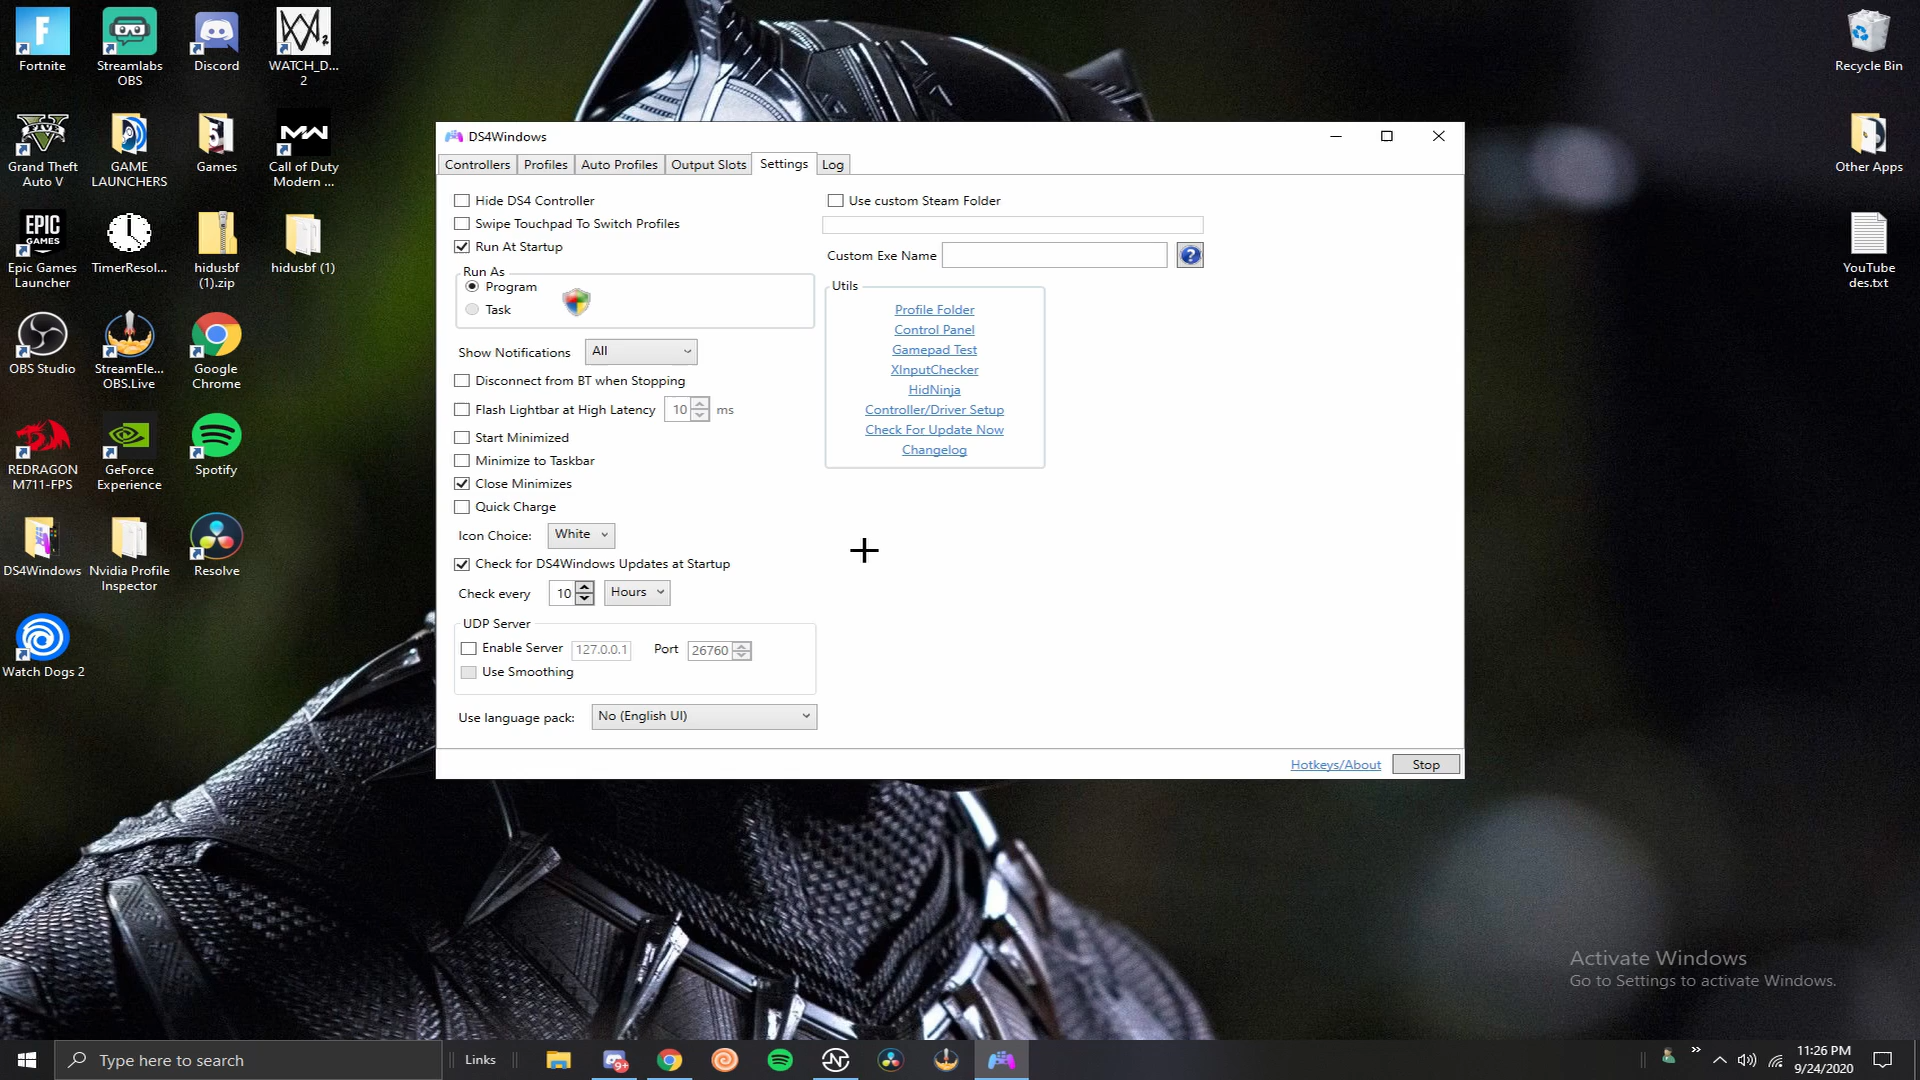 Fortnite
Streamlabs
OBS
Discord
WATCH_D...
2
Recycle Bin
Grand Theft
Auto V
GAME
LAUNCHERS
Games
Call of Duty
Modern ...
Other Apps
EPIC
GAMES
Epic Games
Launcher
TimerResol...
hidusbf
(1).zip
hidusbf (1)
YouTube
des.txt
OBS Studio
StreamEle...
OBS.Live
Google
Chrome
REDRAGON
M711-FPS
GeForce
Experience
Spotify
DS4Windows
Nvidia Profile
Inspector
Resolve
Watch Dogs 2
DS4Windows
Controllers
Profiles
Auto Profiles
Output Slots
Settings
Log
Hide DS4 Controller
Swipe Touchpad To Switch Profiles
Run At Startup
Run As
Program
Task
Show Notifications
All
Disconnect from BT when Stopping
Flash Lightbar at High Latency
10
ms
Start Minimized
Minimize to Taskbar
Close Minimizes
Quick Charge
Icon Choice:
White
Check for DS4Windows Updates at Startup
Check every
10
Hours
UDP Server
Enable Server
127.0.0.1
Port
26760
Use Smoothing
Use language pack:
No (English UI)
Use custom Steam Folder
Custom Exe Name
Utils
Profile Folder
Control Panel
Gamepad Test
XInputChecker
HidNinja
Controller/Driver Setup
Check For Update Now
Changelog
Hotkeys/About
Stop
Activate Windows
Go to Settings to activate Windows.
Type here to search
Links
9+
11:26 PM
9/24/2020